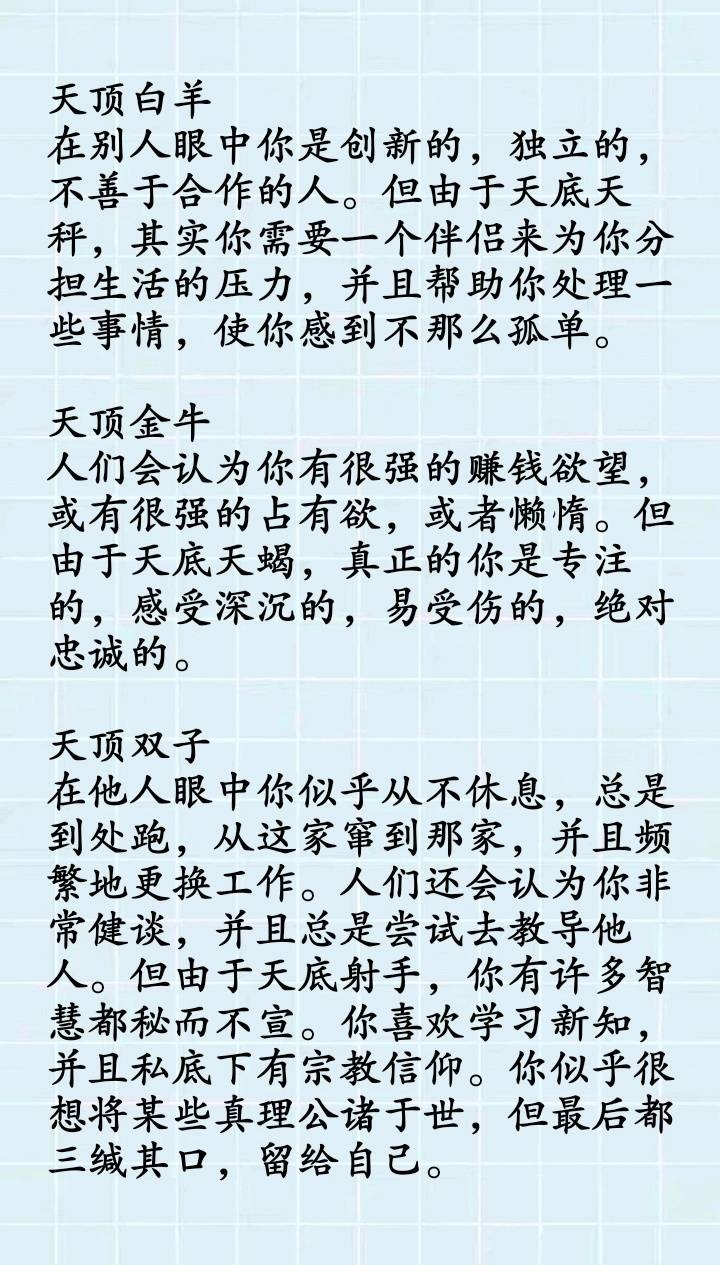 天顶白羊
在别人眼中你是创新的，独立的，
不善于合作的人。但由于天底天
秤，其实你需要一个伴侣来为你分
担生活的压力，并且帮助你处理一
些事情，使你感到不那么孤单。
天顶金牛
人们会认为你有很强的赚钱欲望，
或有很强的占有欲，或者懒惰。但
由于天底天蝎，真正的你是专注
的，感受深沉的，易受伤的，绝对
忠诚的。
天顶双子
在他人眼中你似乎从不休息，总是
到处跑，从这家窜到那家，并且频
繁地更换工作。人们还会认为你非
常健谈，并且总是尝试去教导他
人。但由于天底射手，你有许多智
慧都秘而不宣。你喜欢学习新知，
并且私底下有宗教信仰。你似乎很
想将某些真理公诸于世，但最后都
三缄其口，留给自己。